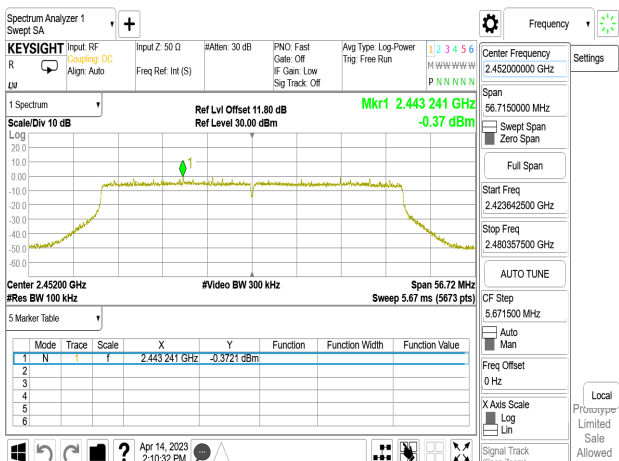 Spectrum Analyzer 1
Swept SA
Frequency
KEYSIGHT
R
Input: RF
Coupling: DC
Align: Auto
Input Z: 50 Ω
Freq Ref: Int (S)
#Atten: 30 dB
PNO: Fast
Gate: Off
IF Gain: Low
Sig Track: Off
Avg Type: Log-Power
Trig: Free Run
1 2 3 4 5 6
M W W W W W
P N N N N N
1 Spectrum
Scale/Div 10 dB
Ref Lvl Offset 11.80 dB
Ref Level 30.00 dBm
Mkr1 2.443 241 GHz
-0.37 dBm
Log
20.0
10.0
0.00
-10.0
-20.0
-30.0
-40.0
-50.0
-60.0
1
Center 2.45200 GHz
#Res BW 100 kHz
#Video BW 300 kHz
Span 56.72 MHz
Sweep 5.67 ms (5673 pts)
5 Marker Table
Mode Trace Scale X Y Function Function Width Function Value
1 N 1 f 2.443 241 GHz -0.3721 dBm
2
3
4
5
6
Apr 14, 2023
2:10:32 PM
Center Frequency
2.452000000 GHz
Settings
Span
56.7150000 MHz
Swept Span
Zero Span
Full Span
Start Freq
2.423642500 GHz
Stop Freq
2.480357500 GHz
AUTO TUNE
CF Step
5.671500 MHz
Auto
Man
Freq Offset
0 Hz
X Axis Scale
Log
Lin
Local
Prototype
Limited
Sale
Allowed
Signal Track